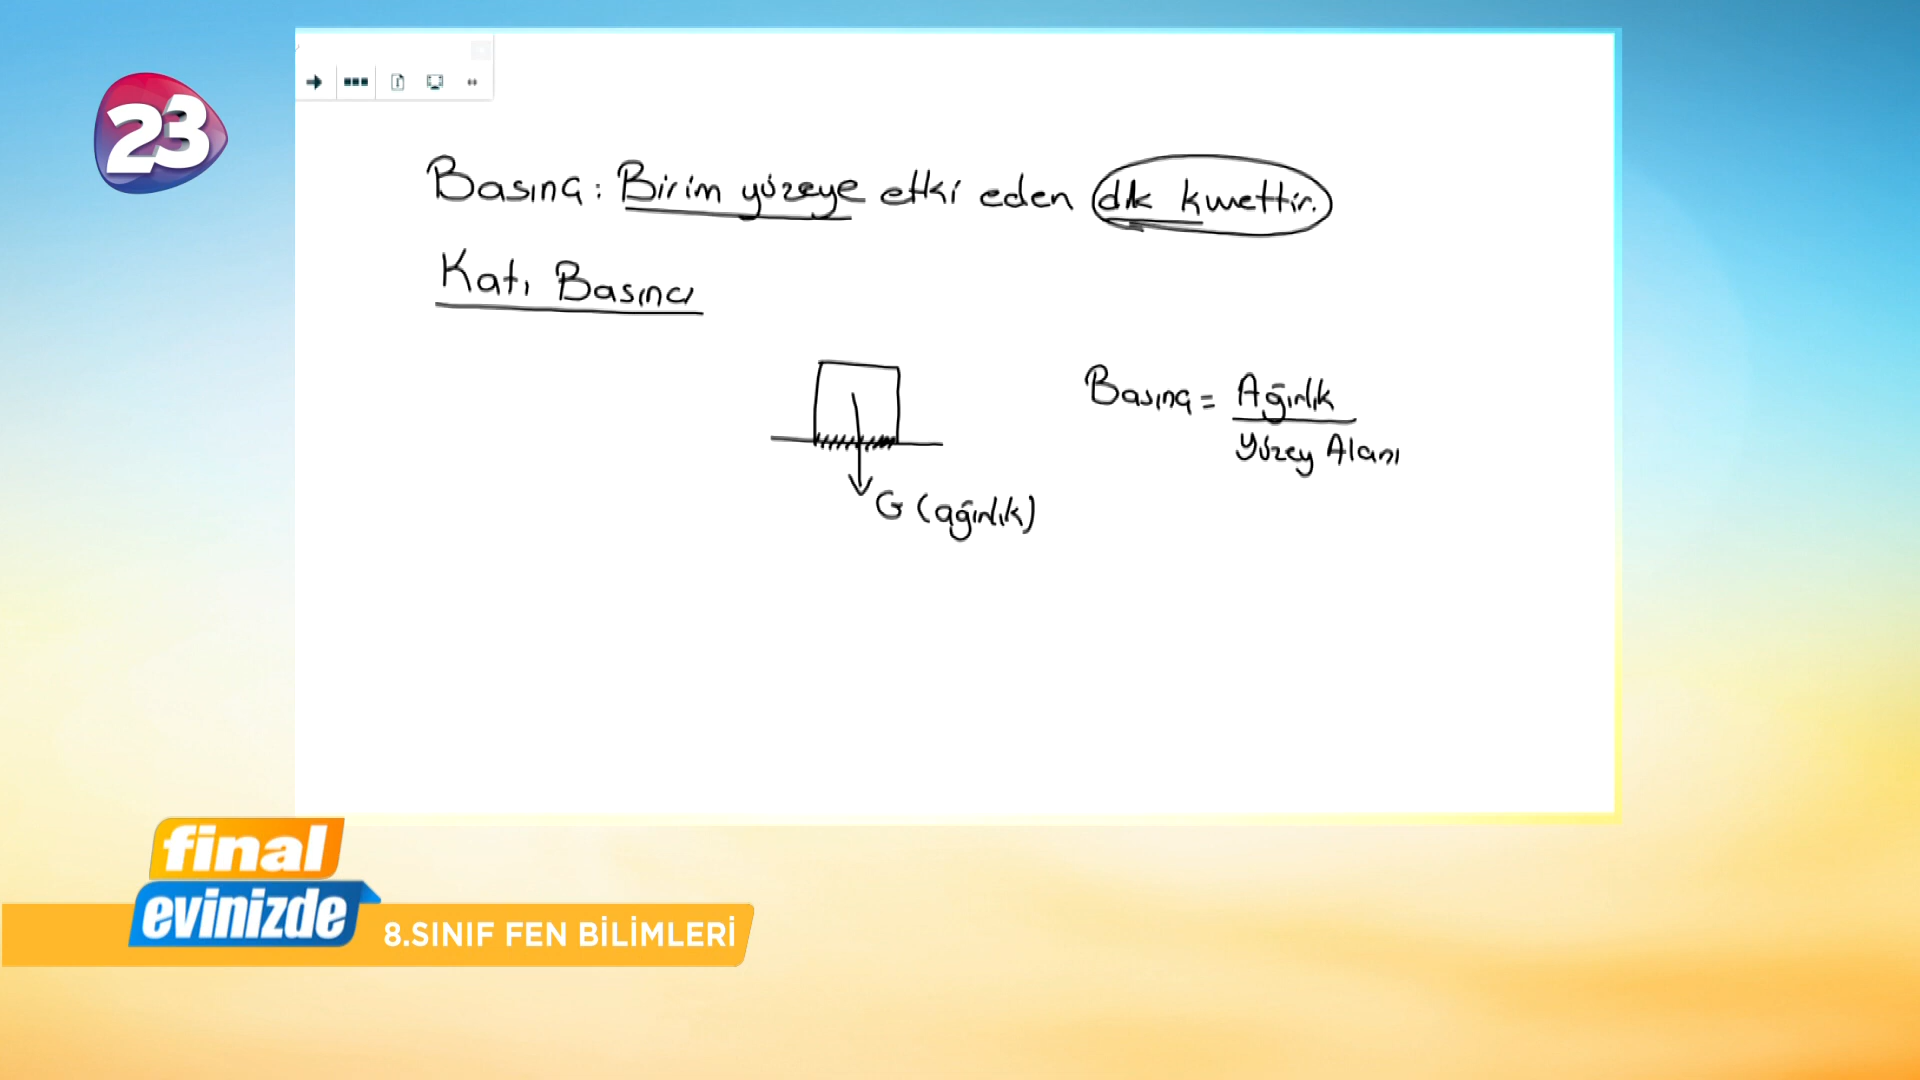 23
Basınç: Birim yüzeye etki eden dik kuvettir.
Katı Basıncı
Basınç = Ağırlık
Yüzey Alanı
G (ağırlık)
final
evinizde
8.SINIF FEN BİLİMLERİ